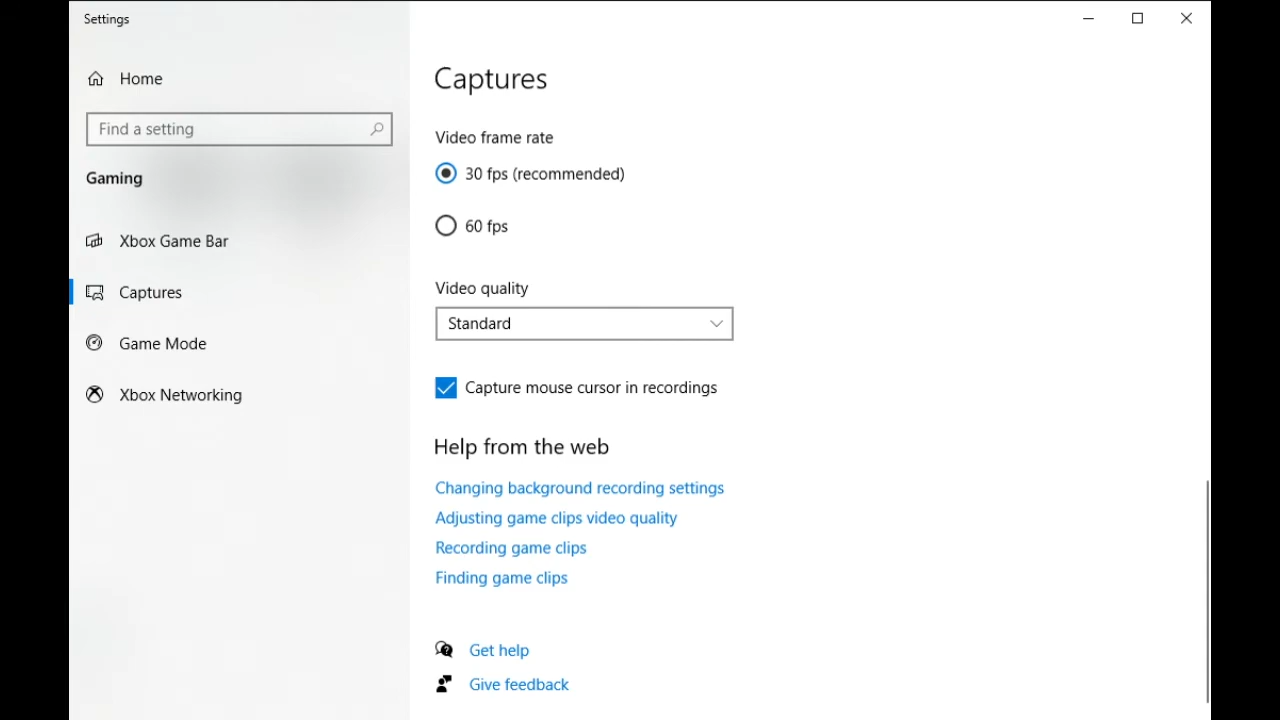 Settings
Home
Find a setting
Gaming
Xbox Game Bar
Captures
Game Mode
Xbox Networking
Captures
Video frame rate
30 fps (recommended)
60 fps
Video quality
Standard
Capture mouse cursor in recordings
Help from the web
Changing background recording settings
Adjusting game clips video quality
Recording game clips
Finding game clips
Get help
Give feedback